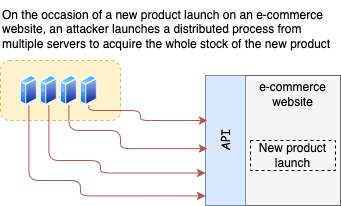 On the occasion of a new product launch on an e-commerce
website, an attacker launches a distributed process from
multiple servers to acquire the whole stock of the new product
e-commerce
website
API
New product
launch